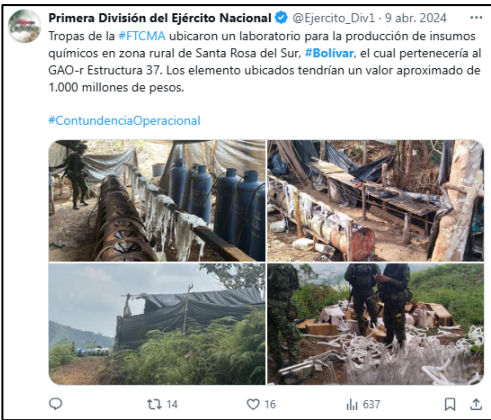 Primera División del Ejército Nacional @Ejercito_Div1 · 9 abr. 2024 ···
Tropas de la #FTCMA ubicaron un laboratorio para la producción de insumos
químicos en zona rural de Santa Rosa del Sur, #Bolívar, el cual pertenecería al
GAO-r Estructura 37. Los elemento ubicados tendrían un valor aproximado de
1.000 millones de pesos.
#ContundenciaOperacional
14 16 637